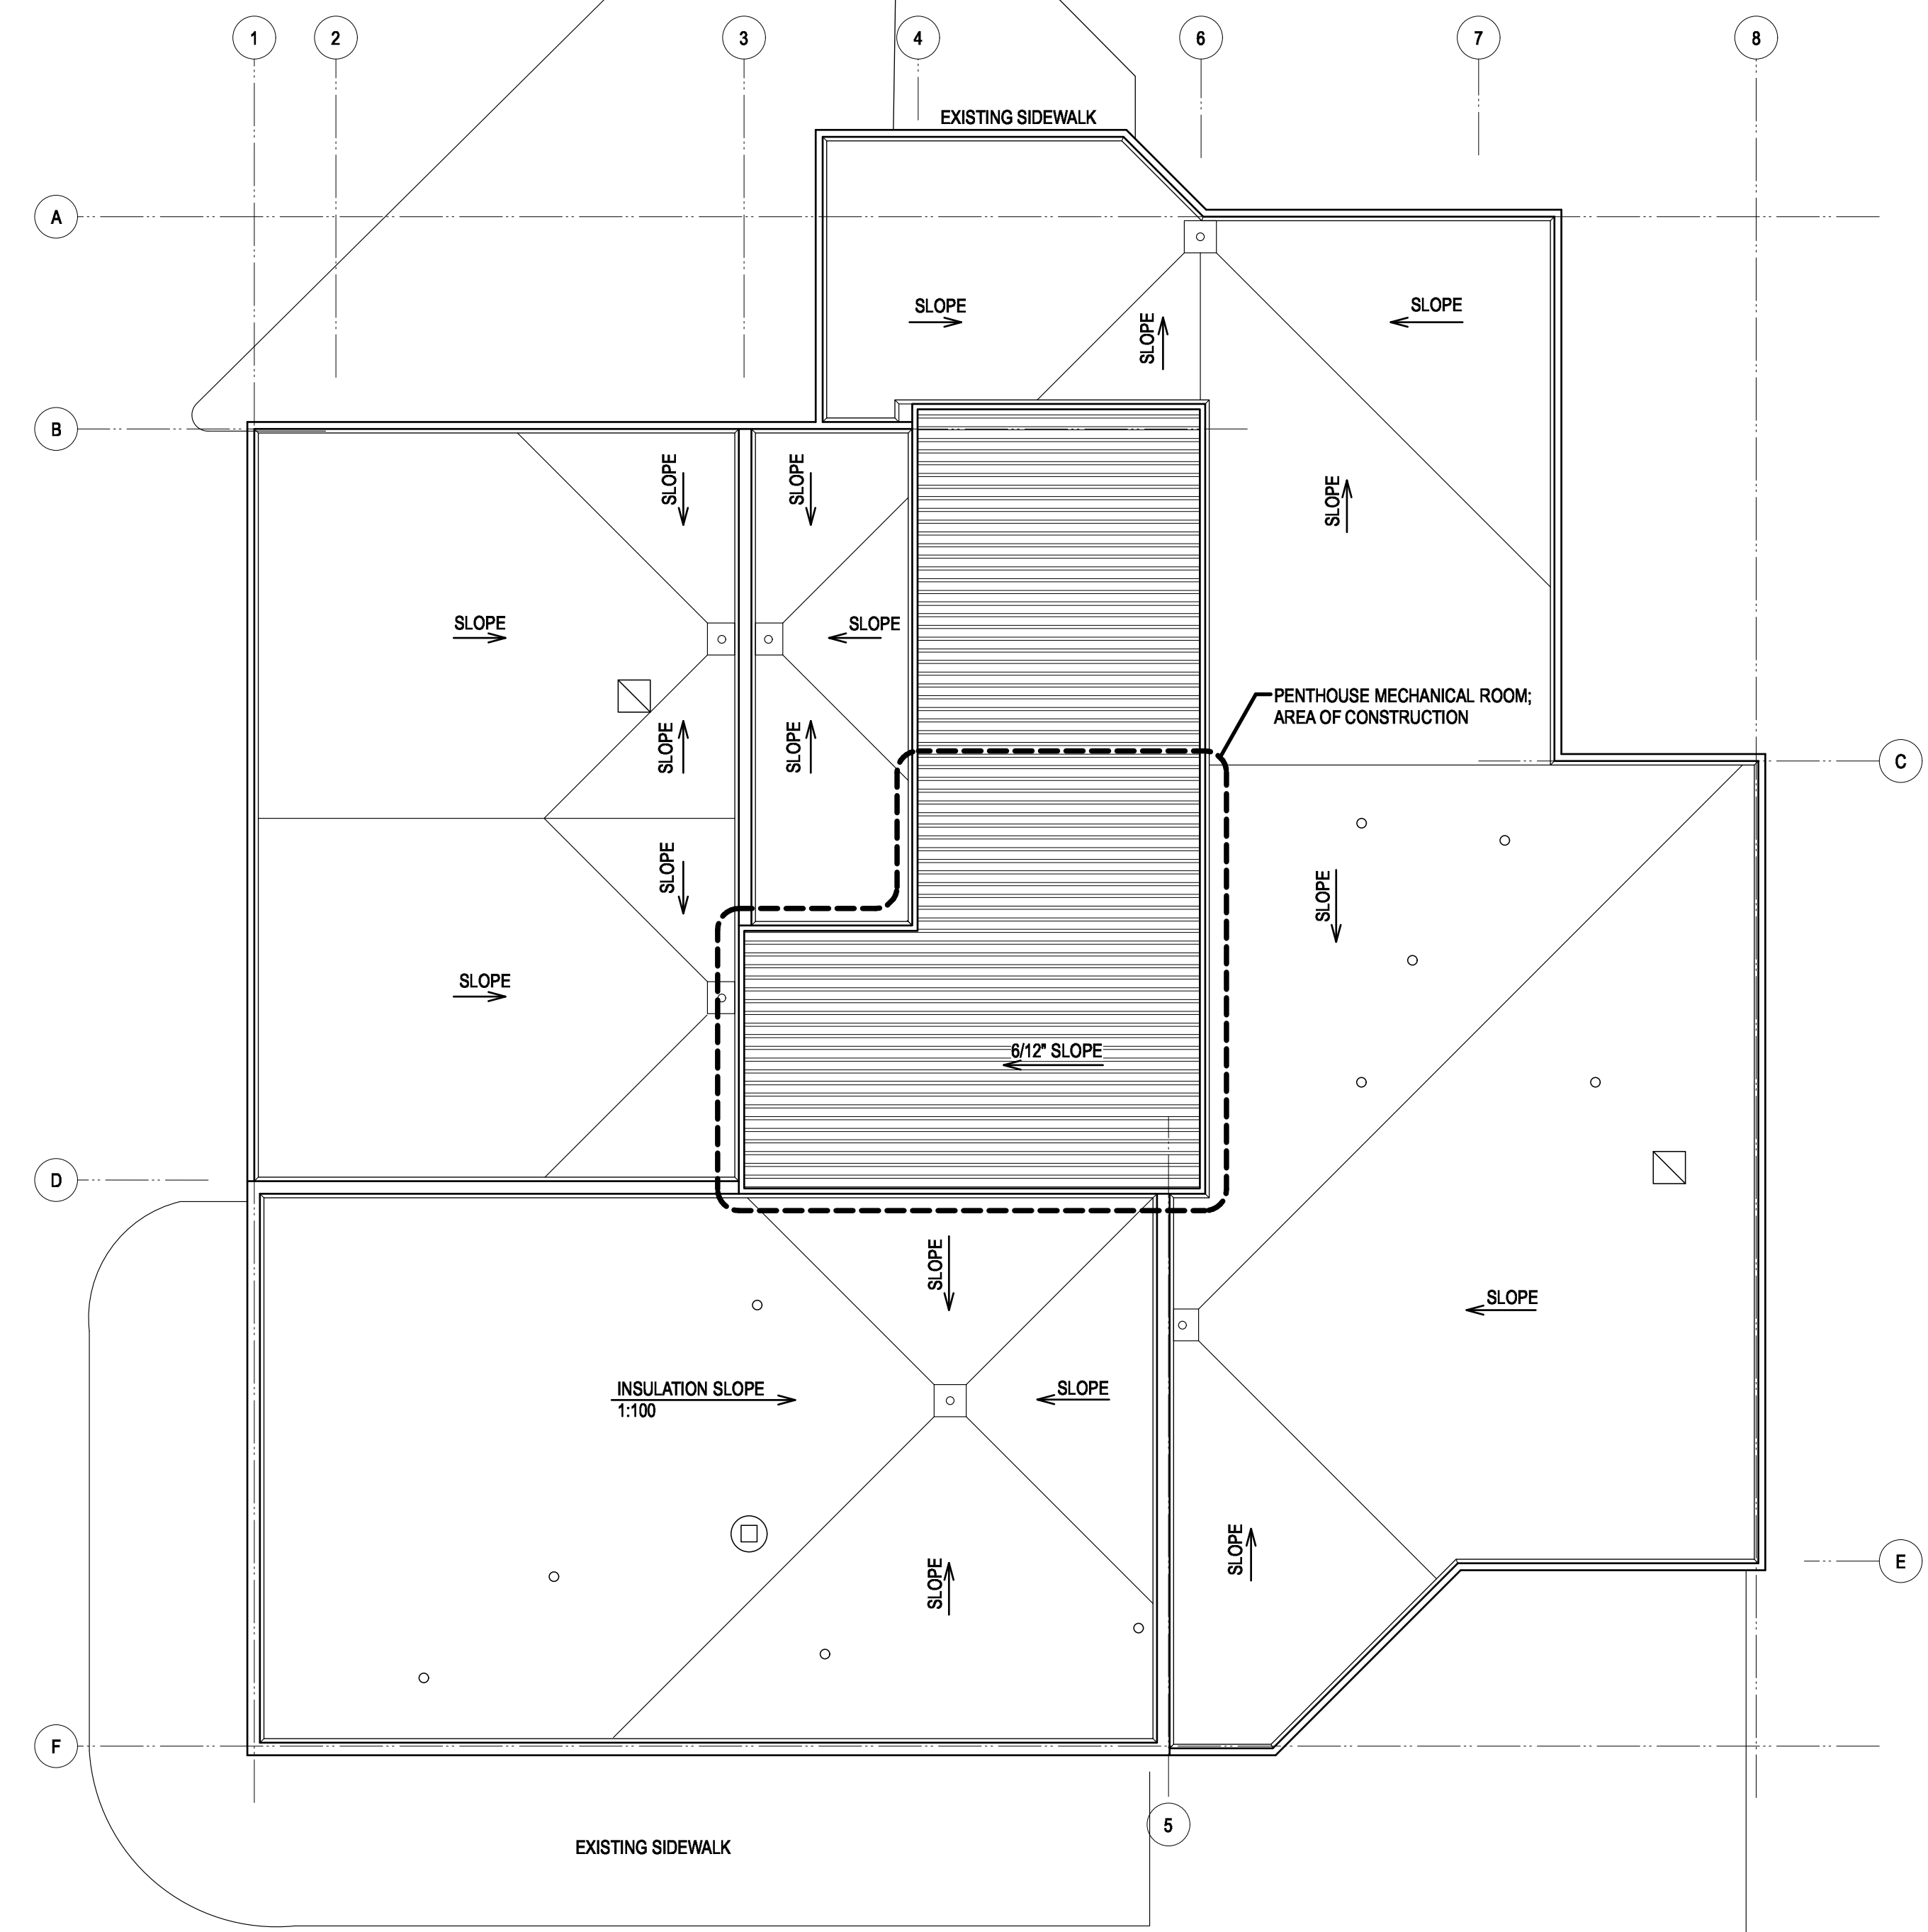 1 2 3 4 6 7 8
EXISTING SIDEWALK
A
SLOPE
SLOPE
SLOPE
B
SLOPE
SLOPE
SLOPE
SLOPE
SLOPE
PENTHOUSE MECHANICAL ROOM;
AREA OF CONSTRUCTION
SLOPE
SLOPE
C
SLOPE
SLOPE
SLOPE
6/12" SLOPE
D
SLOPE
SLOPE
INSULATION SLOPE
1:100
SLOPE
SLOPE
SLOPE
E
F
5
EXISTING SIDEWALK